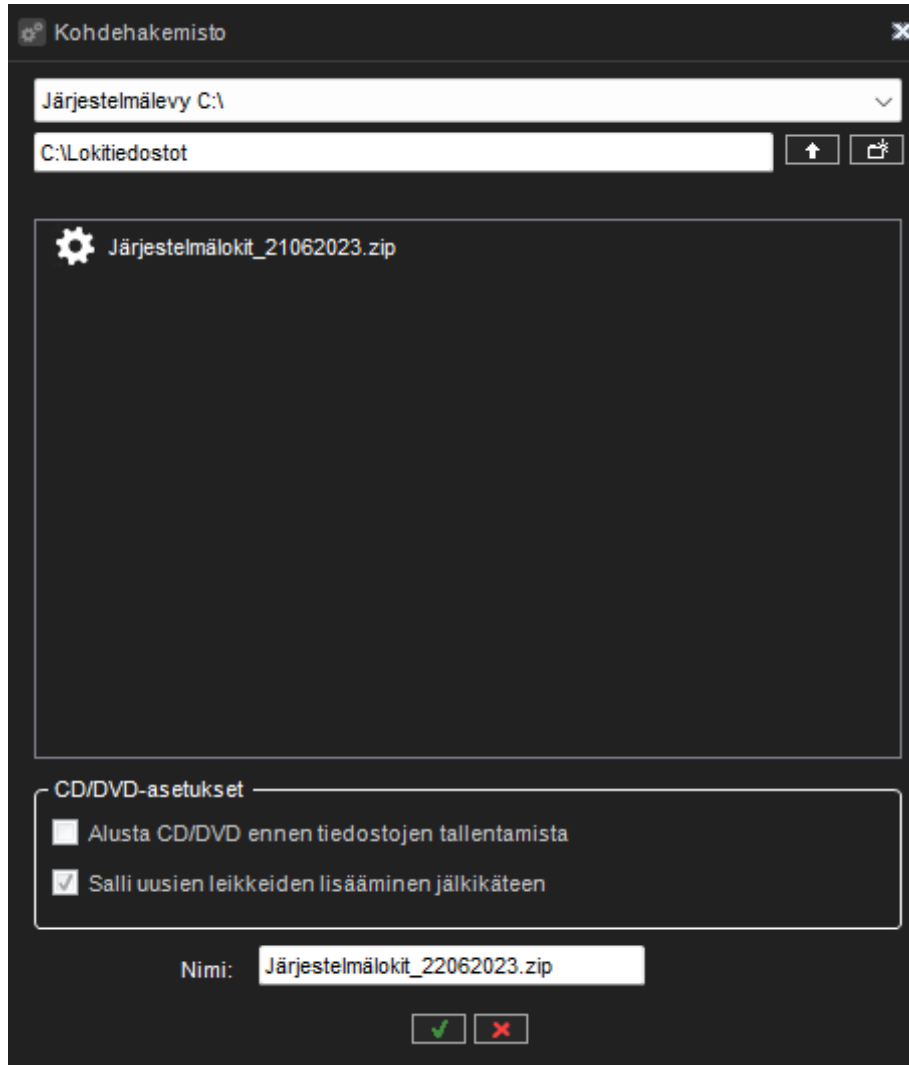 Kohdehakemisto
Järjestelmälevy C:\
C:\Lokitiedostot
Järjestelmälokit_21062023.zip
CD/DVD-asetukset
Alusta CD/DVD ennen tiedostojen tallentamista
Salli uusien leikkeiden lisääminen jälkikäteen
Nimi: Järjestelmälokit_22062023.zip